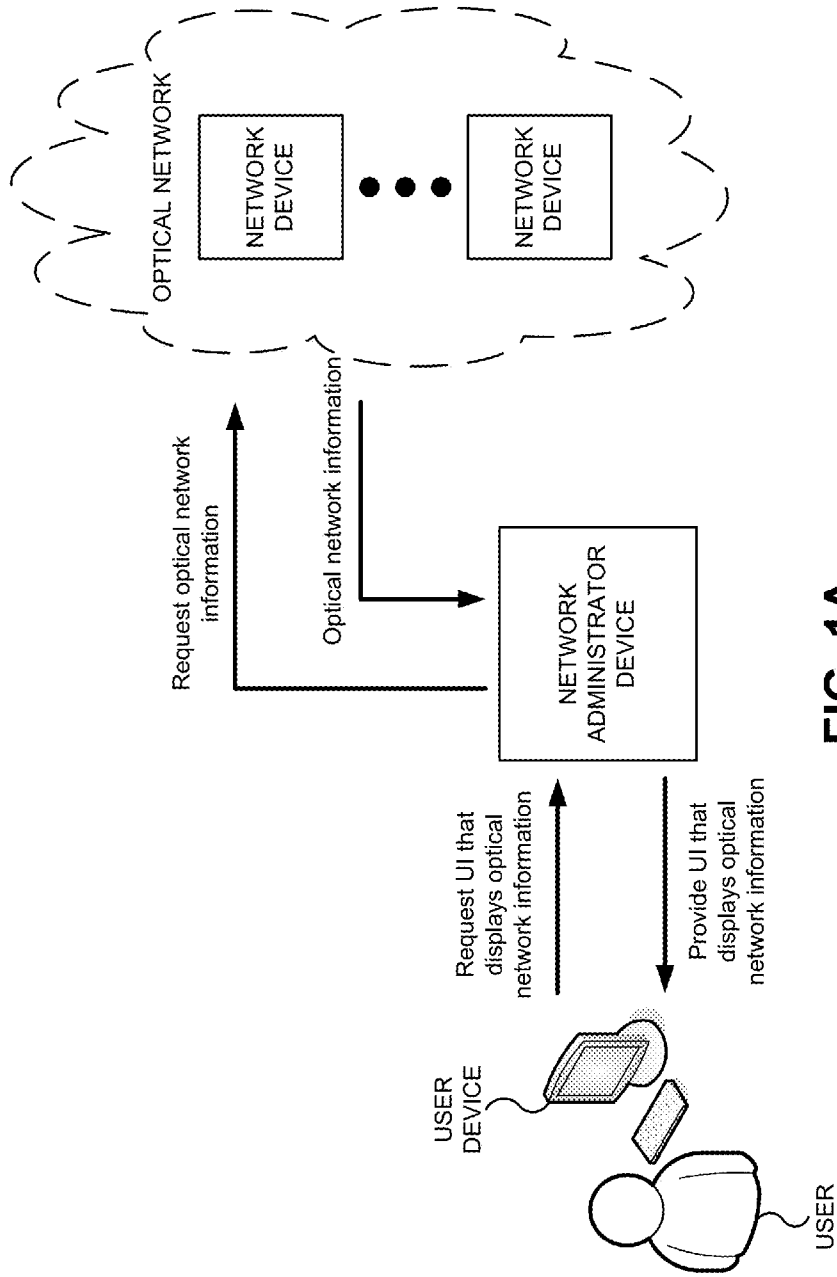 OPTICAL NETWORK
NETWORK
DEVICE
NETWORK
DEVICE
Request optical network
information
Optical network information
NETWORK
ADMINISTRATOR
DEVICE
Request UI that
displays optical
network information
Provide UI that
displays optical
network information
USER
DEVICE
USER
FIG. 1A